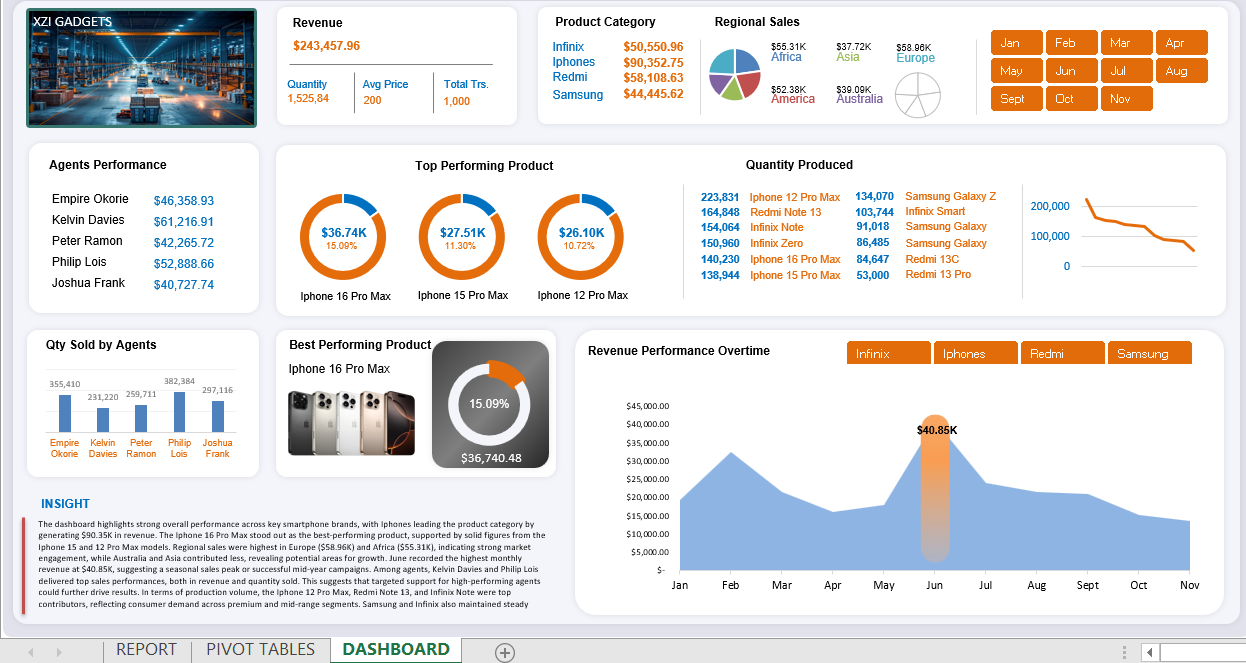 XZI GADGETS
Revenue
$243,457.96
Quantity Avg Price Total Trs.
1,525,84 200 1,000
Product Category
Infinix $50,550.96
Iphones $90,352.75
Redmi $58,108.63
Samsung $44,445.62
Regional Sales
$55.31K $37.72K $58.96K
Africa Asia Europe
$52.38K $39.09K
America Australia
Jan Feb Mar Apr
May Jun Jul Aug
Sept Oct Nov
Agents Performance
Empire Okorie $46,358.93
Kelvin Davies $61,216.91
Peter Ramon $42,265.72
Philip Lois $52,888.66
Joshua Frank $40,727.74
Top Performing Product
$36.74K $27.51K $26.10K
15.09% 11.30% 10.72%
Iphone 16 Pro Max Iphone 15 Pro Max Iphone 12 Pro Max
Quantity Produced
223,831 Iphone 12 Pro Max 134,070 Samsung Galaxy Z
164,848 Redmi Note 13 103,744 Infinix Smart
154,064 Infinix Note 91,018 Samsung Galaxy
150,960 Infinix Zero 86,485 Samsung Galaxy
140,230 Iphone 16 Pro Max 84,647 Redmi 13C
138,944 Iphone 15 Pro Max 53,000 Redmi 13 Pro
200,000
100,000
0
Qty Sold by Agents
355,410 231,220 259,711 382,384 297,116
Empire Kelvin Peter Philip Joshua
Okorie Davies Ramon Lois Frank
Best Performing Product
Iphone 16 Pro Max
15.09%
$36,740.48
Revenue Performance Overtime
Infinix Iphones Redmi Samsung
$45,000.00
$40,000.00
$35,000.00
$30,000.00
$25,000.00
$20,000.00
$15,000.00
$10,000.00
$5,000.00
$-
$40.85K
Jan Feb Mar Apr May Jun Jul Aug Sept Oct Nov
INSIGHT
The dashboard highlights strong overall performance across key smartphone brands, with Iphones leading the product category by
generating $90.35K in revenue. The Iphone 16 Pro Max stood out as the best-performing product, supported by solid figures from the
Iphone 15 and 12 Pro Max models. Regional sales were highest in Europe ($58.96K) and Africa ($55.31K), indicating strong market
engagement, while Australia and Asia contributed less, revealing potential areas for growth. June recorded the highest monthly
revenue at $40.85K, suggesting a seasonal sales peak or successful mid-year campaigns. Among agents, Kelvin Davies and Philip Lois
delivered top sales performances, both in revenue and quantity sold. This suggests that targeted support for high-performing agents
could further drive results. In terms of production volume, the Iphone 12 Pro Max, Redmi Note 13, and Infinix Note were top
contributors, reflecting consumer demand across premium and mid-range segments. Samsung and Infinix also maintained steady
REPORT PIVOT TABLES DASHBOARD